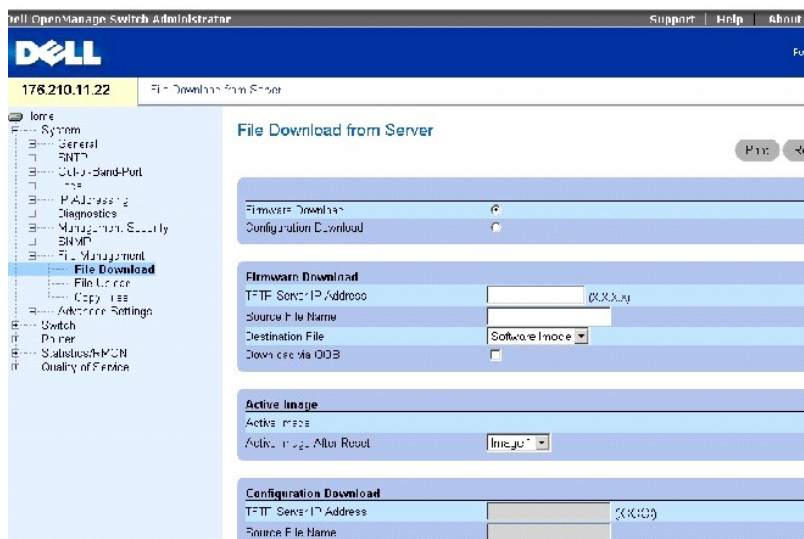 Dell OpenManage Switch Administrator
Support | Help | About
DELL
176.210.11.22
File Download from Server
Home
System
General
SNTP
Out-of-Band-Port
IP Addressing
Diagnostics
Management Security
SNMP
File Management
File Download
File Upload
Copy Files
Advanced Settings
Switch
Router
Statistics/RMON
Quality of Service
File Download from Server
Print
Firmware Download
Configuration Download
Firmware Download
TFTP Server IP Address
(X.X.X.X)
Source File Name
Destination File
Software Image
Download via OOB
Active Image
Active Image
Active Image After Reset
Image 1
Configuration Download
TFTP Server IP Address
(X.X.X.X)
Source File Name